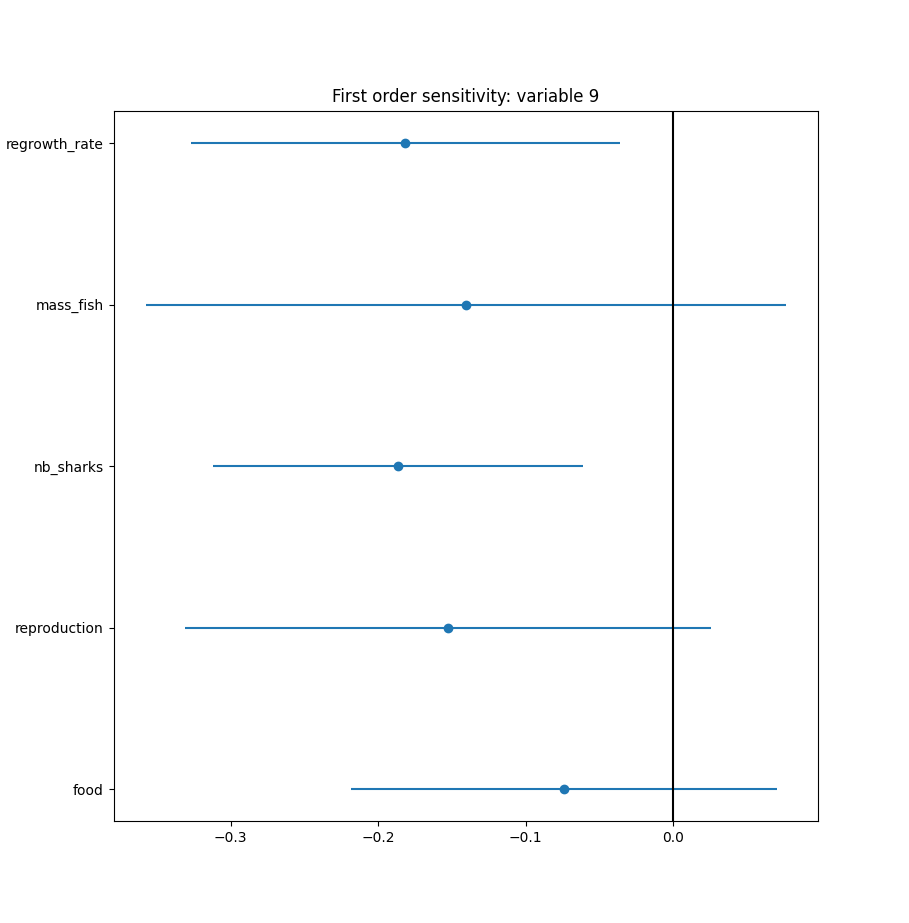 First order sensitivity: variable 9
regrowth_rate
mass_fish
nb_sharks
reproduction
food
−0.3 −0.2 −0.1 0.0